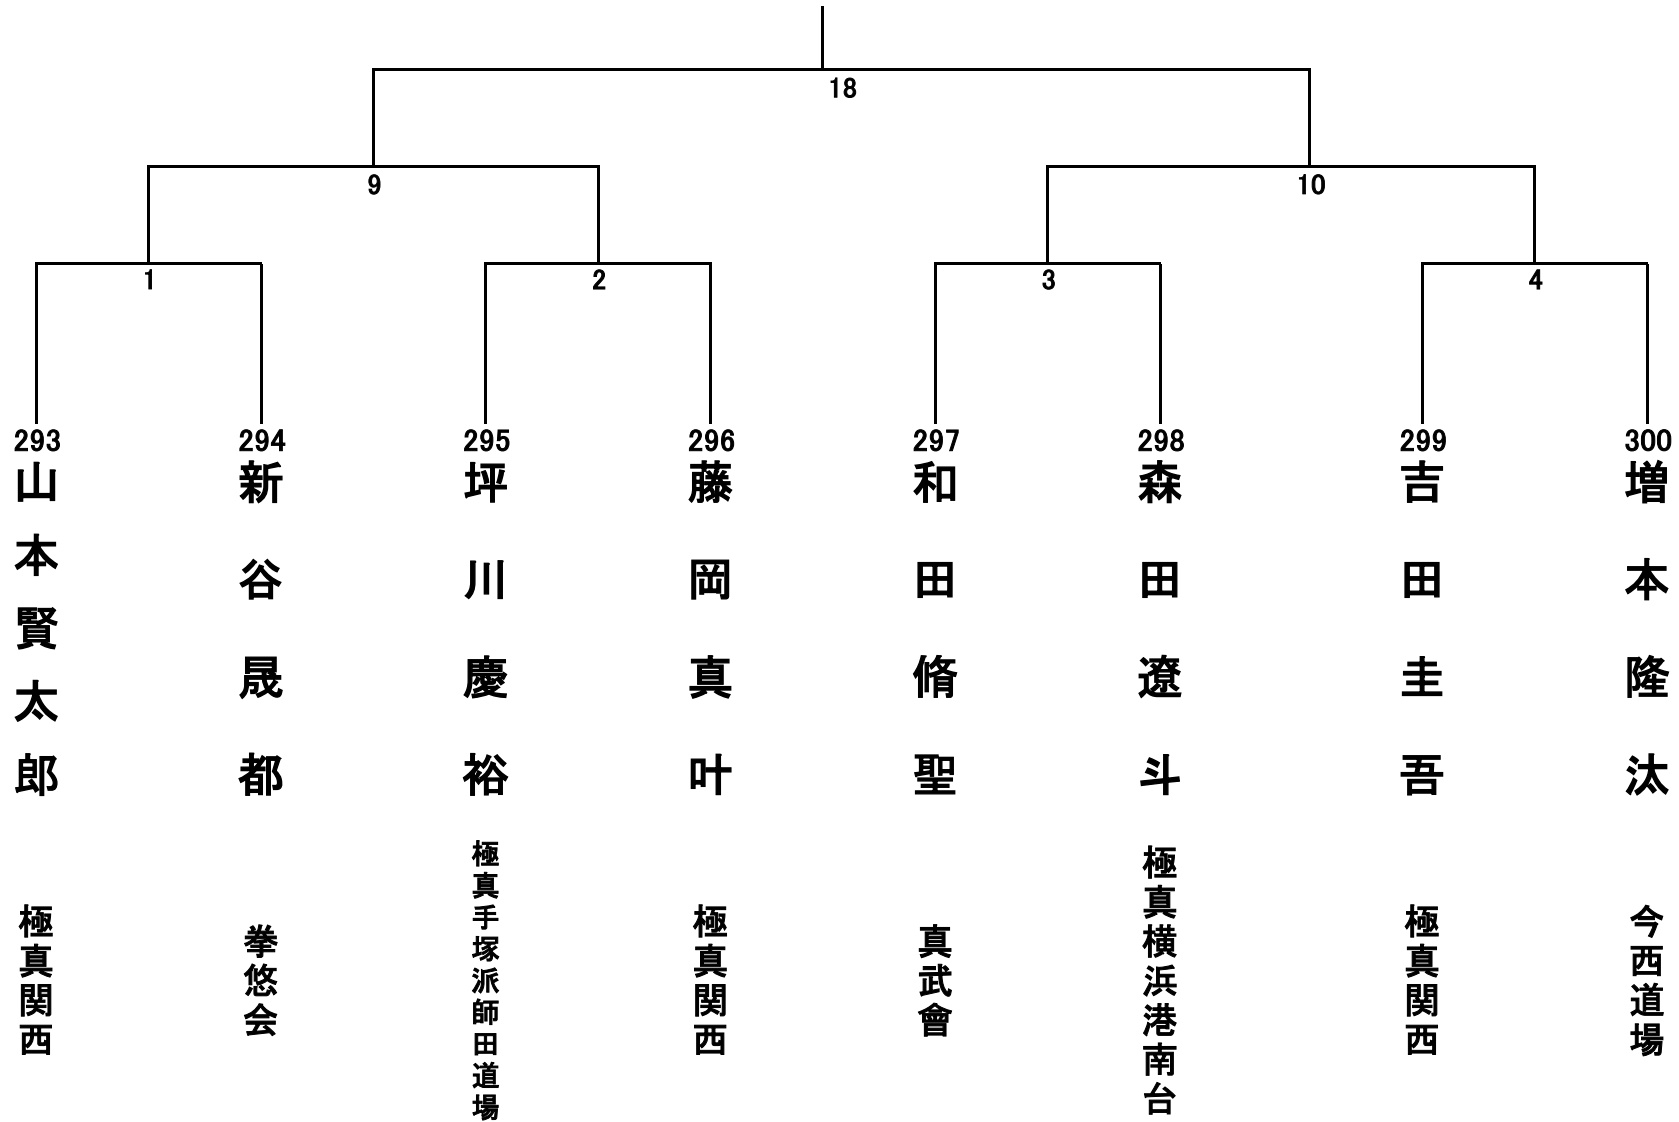 18
9
10
1
2
3
4
293
山本賢太郎
極真関西
294
新谷晟都
拳悠会
295
坪川慶裕
極真手塚派師田道場
296
藤岡真叶
極真関西
297
和田脩聖
真武會
298
森田遼斗
極真横浜港南台
299
吉田圭吾
極真関西
300
増本隆汰
今西道場